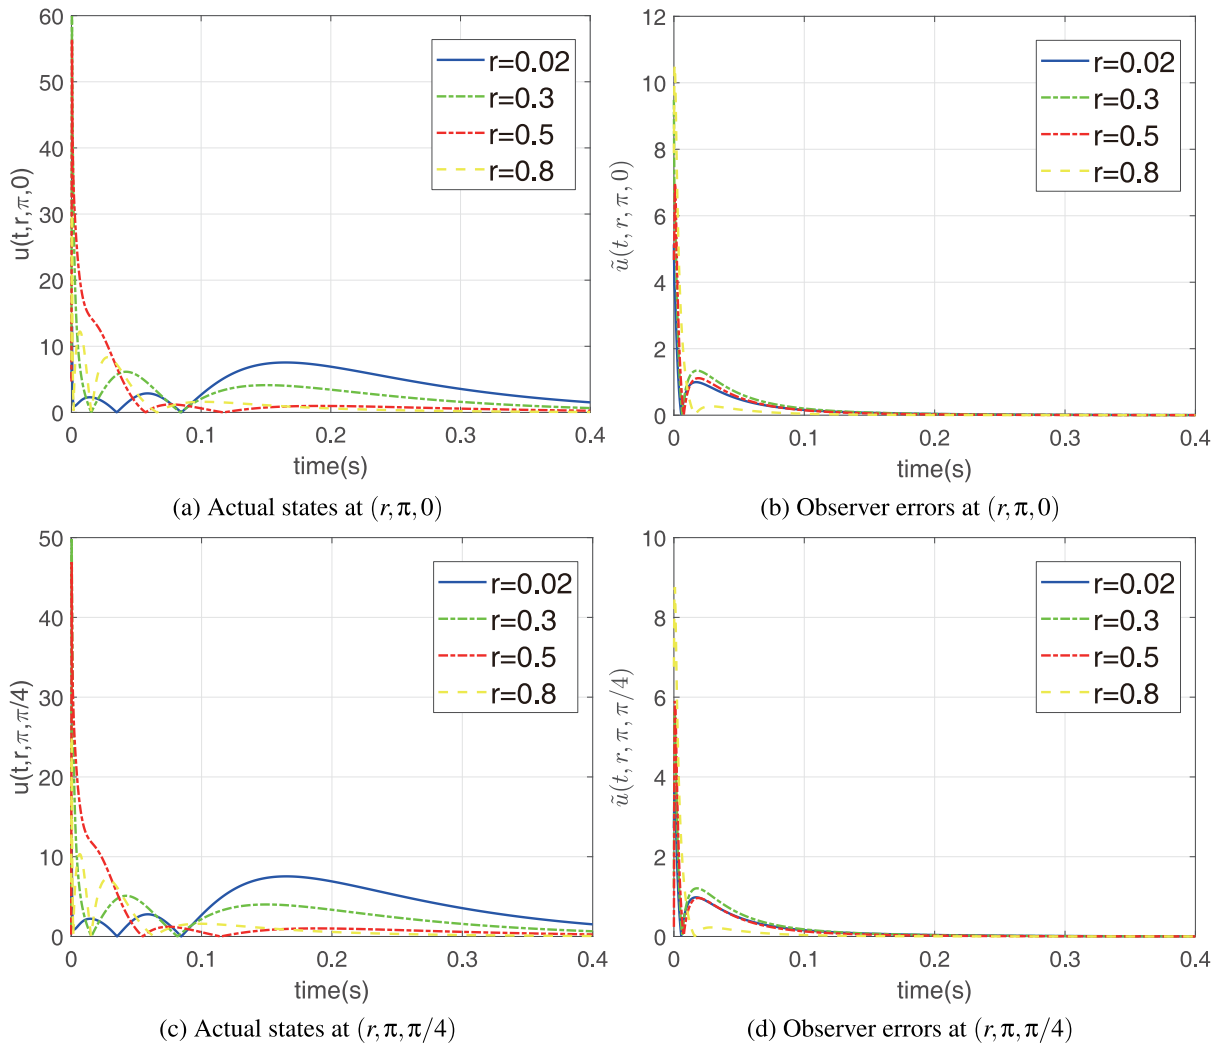 60
50
40
30
20
10
0
u(t,r,π,0)
r=0.02
r=0.3
r=0.5
r=0.8
0 0.1 0.2 0.3 0.4
time(s)
(a) Actual states at (r, π, 0)
12
10
8
6
4
2
0
ũ(t, r, π, 0)
r=0.02
r=0.3
r=0.5
r=0.8
0 0.1 0.2 0.3 0.4
time(s)
(b) Observer errors at (r, π, 0)
50
40
30
20
10
0
u(t,r,π,π/4)
r=0.02
r=0.3
r=0.5
r=0.8
0 0.1 0.2 0.3 0.4
time(s)
(c) Actual states at (r, π, π/4)
10
8
6
4
2
0
ũ(t, r, π, π/4)
r=0.02
r=0.3
r=0.5
r=0.8
0 0.1 0.2 0.3 0.4
time(s)
(d) Observer errors at (r, π, π/4)